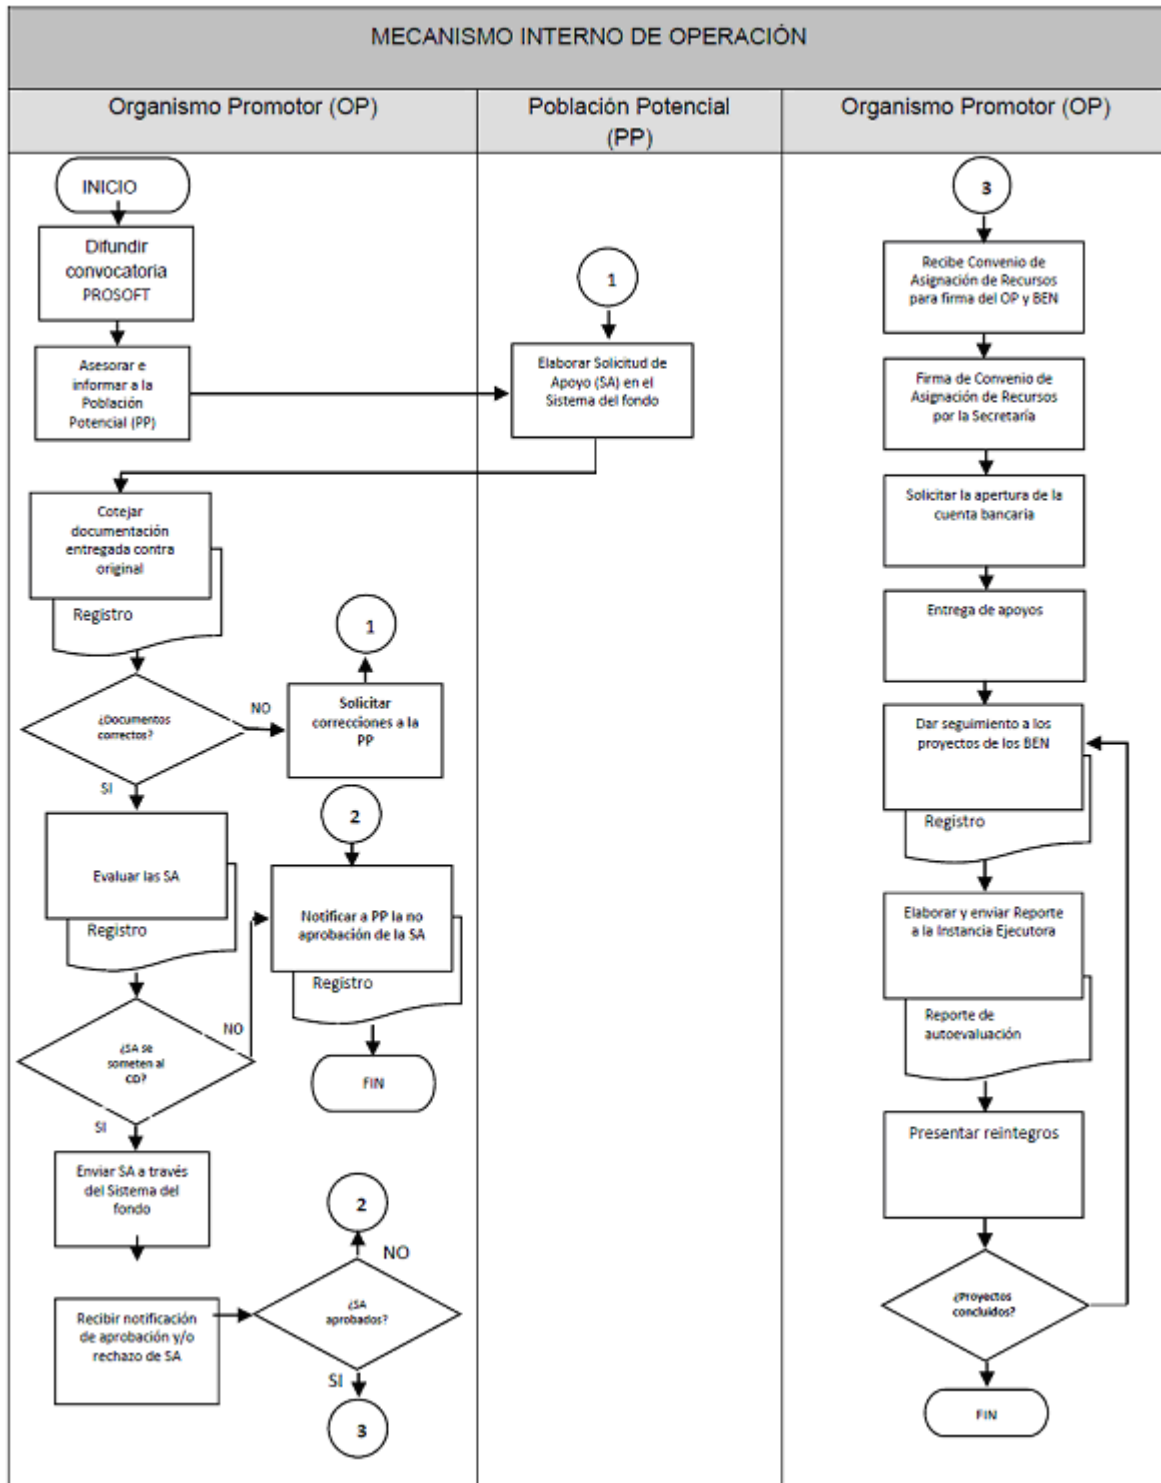 MECANISMO INTERNO DE OPERACIÓN
Organismo Promotor (OP)
Población Potencial
(PP)
Organismo Promotor (OP)
INICIO
Difundir
convocatoria
PROSOFT
Asesorar e
informar a la
Población
Potencial (PP)
1
Elaborar Solicitud de
Apoyo (SA) en el
Sistema del fondo
Cotejar
documentación
entregada contra
original
Registro
¿Documentos
correctos?
NO
SI
Solicitar
correcciones a la
PP
1
Evaluar las SA
Registro
2
Notificar a PP la no
aprobación de la SA
Registro
FIN
¿SA se
someten al
CD?
NO
SI
Enviar SA a través
del Sistema del
fondo
Recibir notificación
de aprobación y/o
rechazo de SA
2
NO
¿SA
aprobados?
SI
3
3
Recibe Convenio de
Asignación de Recursos
para firma del OP y BEN
Firma de Convenio de
Asignación de Recursos
por la Secretaría
Solicitar la apertura de la
cuenta bancaria
Entrega de apoyos
Dar seguimiento a los
proyectos de los BEN
Registro
Elaborar y enviar Reporte
a la Instancia Ejecutora
Reporte de
autoevaluación
Presentar reintegros
¿Proyectos
concluidos?
FIN